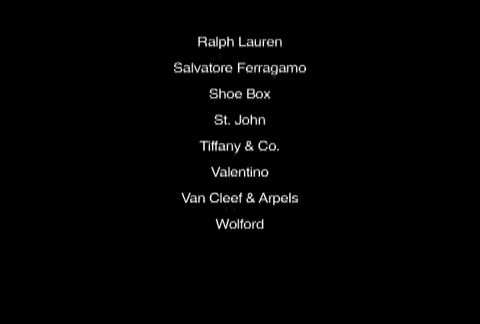 Ralph Lauren
Salvatore Ferragamo
Shoe Box
St. John
Tiffany & Co.
Valentino
Van Cleef & Arpels
Wolford